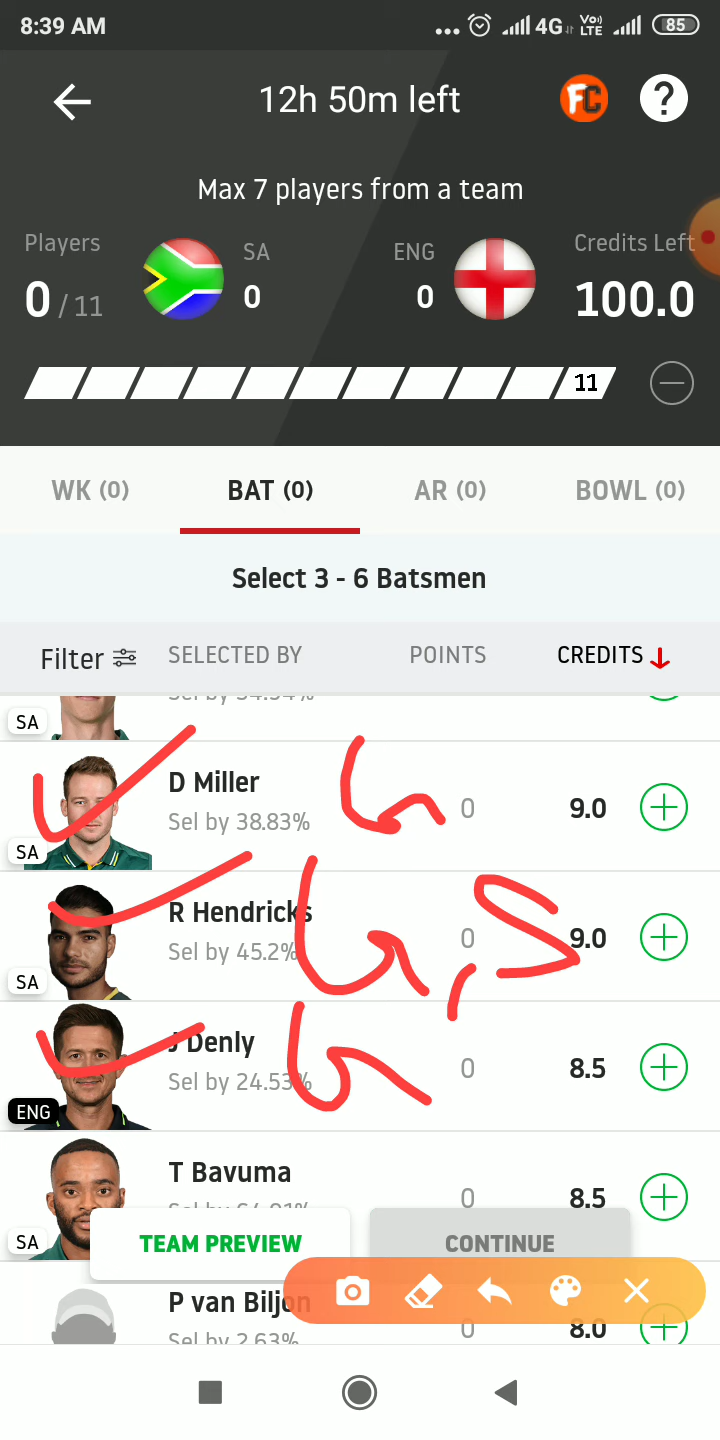 8:39 AM 4G Vo) LTE 85
12h 50m left FC ?
Max 7 players from a team
Players SA ENG Credits Left
0 / 11 0 0 100.0
11
WK (0) BAT (0) AR (0) BOWL (0)
Select 3 - 6 Batsmen
Filter SELECTED BY POINTS CREDITS
SA
D Miller
Sel by 38.83% 0 9.0
SA
R Hendricks
Sel by 45.2% 0 9.0
SA
J Denly
Sel by 24.53% 0 8.5
ENG
T Bavuma
0 8.5
SA
TEAM PREVIEW CONTINUE
P van Biljon
Sel by 2.63% 0 8.0